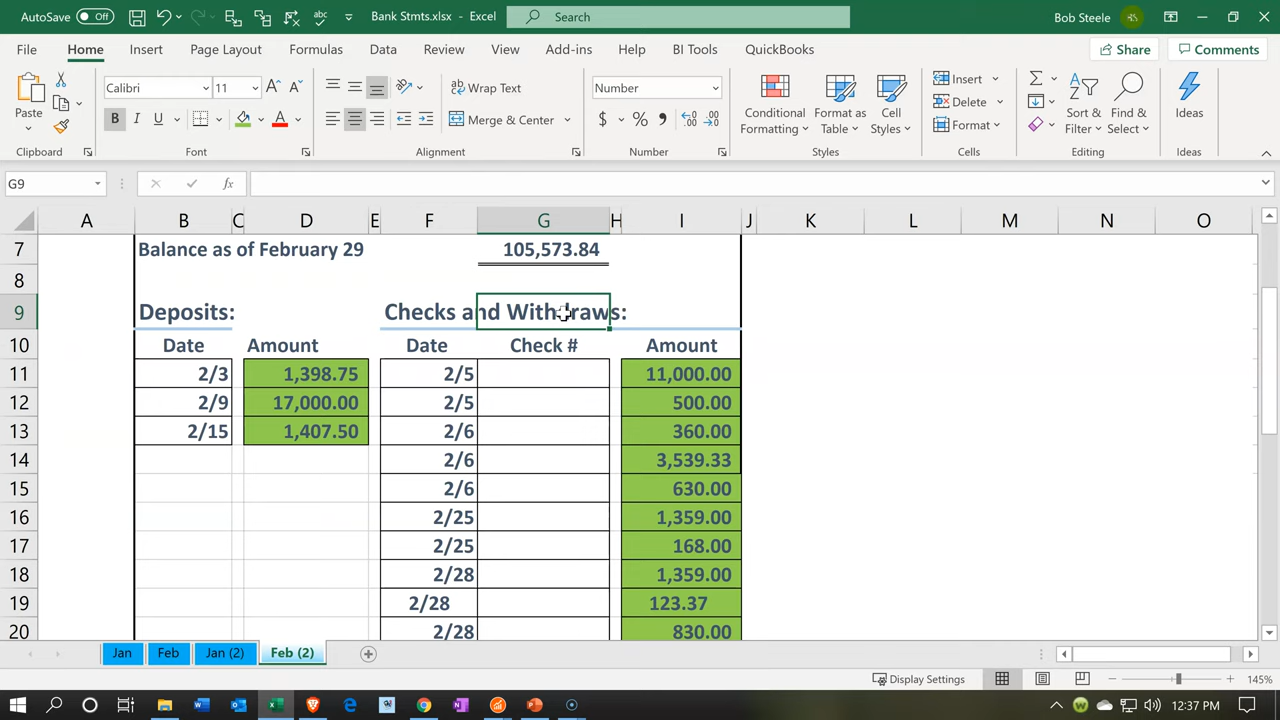 AutoSave Off Bank Stmts.xlsx - Excel Search Bob Steele
File Home Insert Page Layout Formulas Data Review View Add-ins Help BI Tools QuickBooks Share Comments
Paste Calibri 11 Wrap Text Number Conditional Formatting Format as Table Cell Styles Insert Sort & Filter Find & Select Ideas
B I U Merge & Center $ % Delete
Format
Clipboard Font Alignment Number Styles Cells Editing Ideas
G9 fx
A B C D E F G H I J K L M N O
7 Balance as of February 29 105,573.84
8
9 Deposits: Checks and Withdraws:
10 Date Amount Date Check # Amount
11 2/3 1,398.75 2/5 11,000.00
12 2/9 17,000.00 2/5 500.00
13 2/15 1,407.50 2/6 360.00
14 2/6 3,539.33
15 2/6 630.00
16 2/25 1,359.00
17 2/25 168.00
18 2/28 1,359.00
19 2/28 123.37
20 2/28 830.00
Jan Feb Jan (2) Feb (2)
Display Settings 145%
12:37 PM